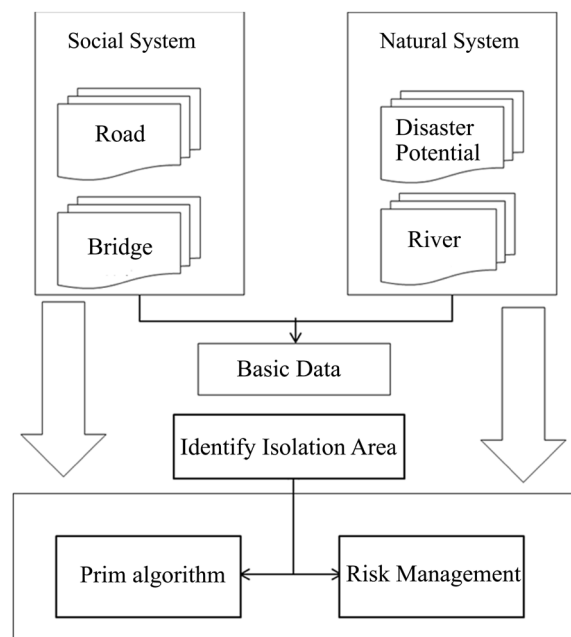 Social System
Natural System
Road
Disaster
Potential
Bridge
River
Basic Data
Identify Isolation Area
Prim algorithm
Risk Management